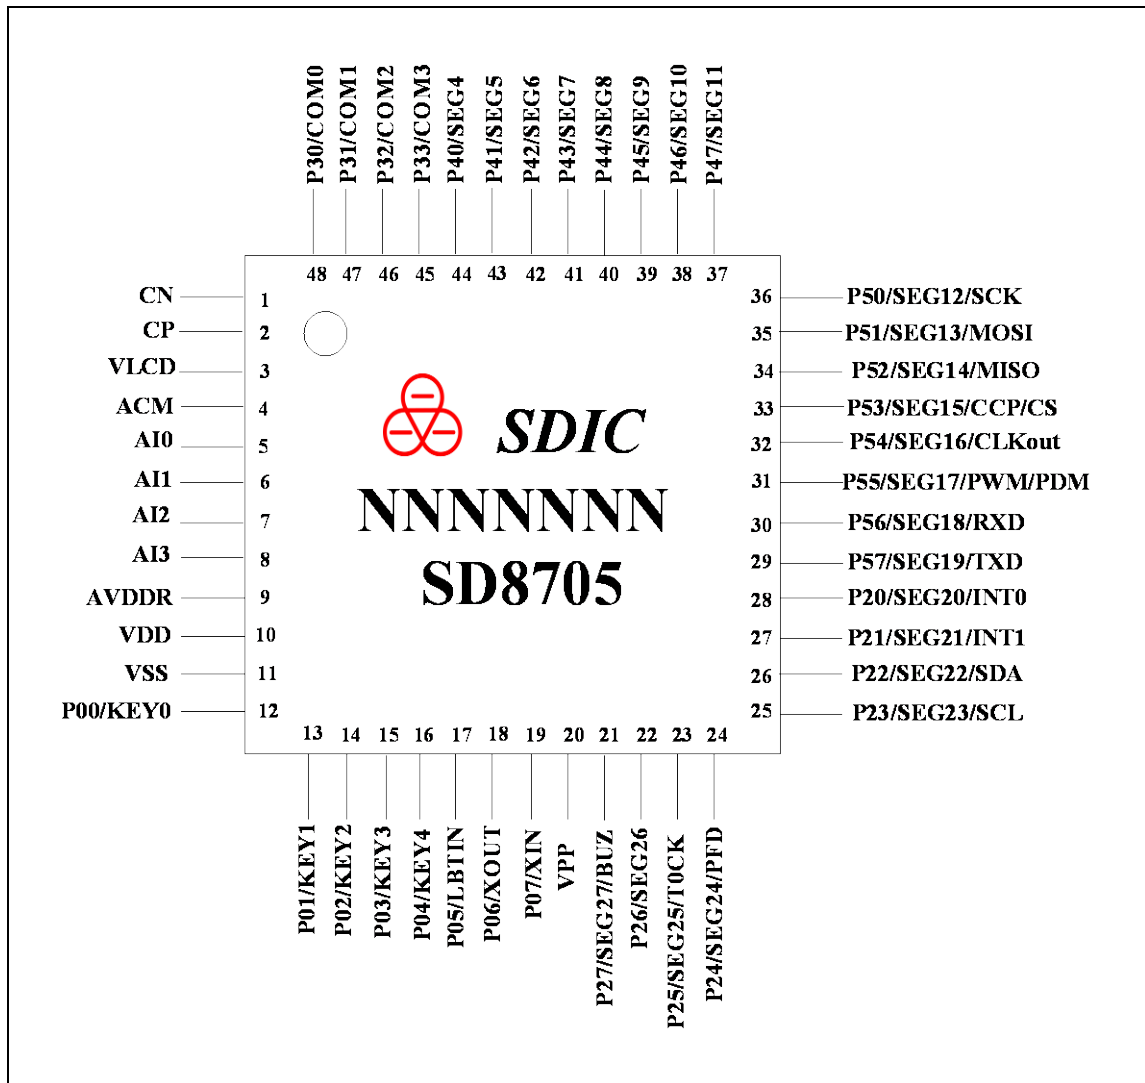 P30/COM0
P31/COM1
P32/COM2
P33/COM3
P40/SEG4
P41/SEG5
P42/SEG6
P43/SEG7
P44/SEG8
P45/SEG9
P46/SEG10
P47/SEG11
48 47 46 45 44 43 42 41 40 39 38 37
CN 1
CP 2
VLCD 3
ACM 4
AI0 5
AI1 6
AI2 7
AI3 8
AVDDR 9
VDD 10
VSS 11
P00/KEY0 12
SDIC
NNNNNNN
SD8705
36 P50/SEG12/SCK
35 P51/SEG13/MOSI
34 P52/SEG14/MISO
33 P53/SEG15/CCP/CS
32 P54/SEG16/CLKout
31 P55/SEG17/PWM/PDM
30 P56/SEG18/RXD
29 P57/SEG19/TXD
28 P20/SEG20/INT0
27 P21/SEG21/INT1
26 P22/SEG22/SDA
25 P23/SEG23/SCL
13 14 15 16 17 18 19 20 21 22 23 24
P01/KEY1
P02/KEY2
P03/KEY3
P04/KEY4
P05/LBTIN
P06/XOUT
P07/XIN
VPP
P27/SEG27/BUZ
P26/SEG26
P25/SEG25/T0CK
P24/SEG24/PFD